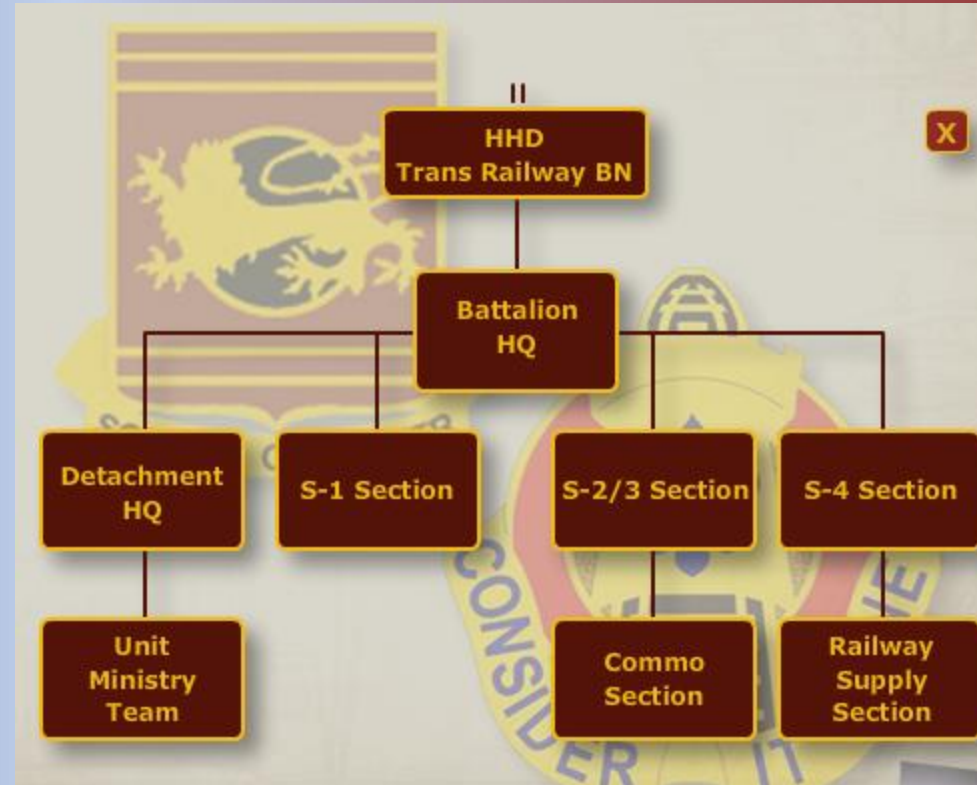 HHD
Trans Railway BN
X
Battalion
HQ
Detachment
HQ
S-1 Section
S-2/3 Section
S-4 Section
Unit
Ministry
Team
Commo
Section
Railway
Supply
Section
CONSIDER IT